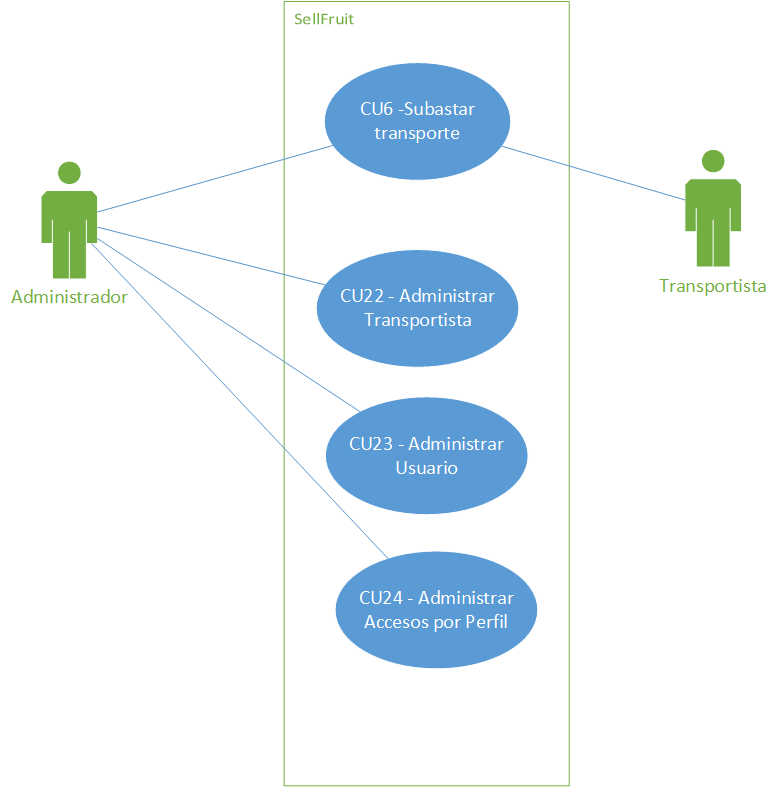 SellFruit
CU6 -Subastar
transporte
Administrador
Transportista
CU22 - Administrar
Transportista
CU23 - Administrar
Usuario
CU24 - Administrar
Accesos por Perfil